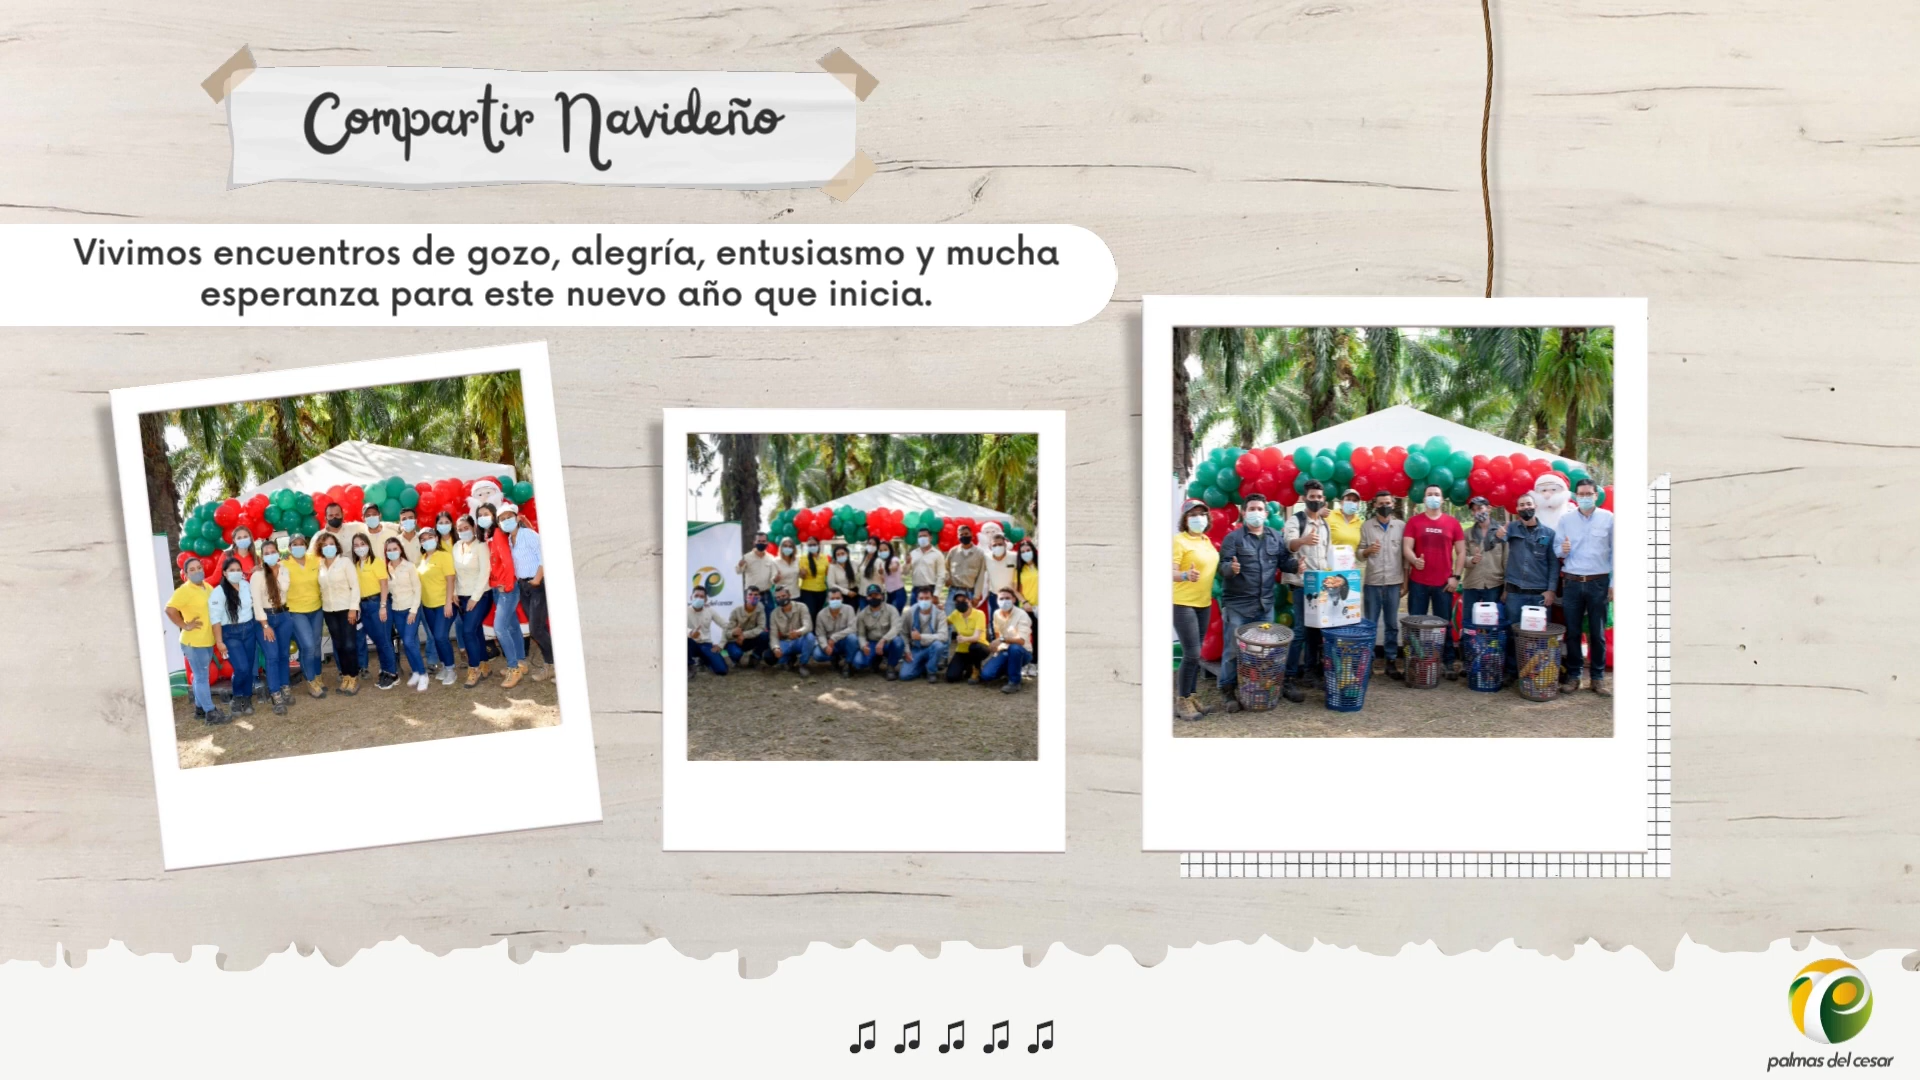 Compartir Navideño
Vivimos encuentros de gozo, alegría, entusiasmo y mucha
esperanza para este nuevo año que inicia.
palmas del cesar